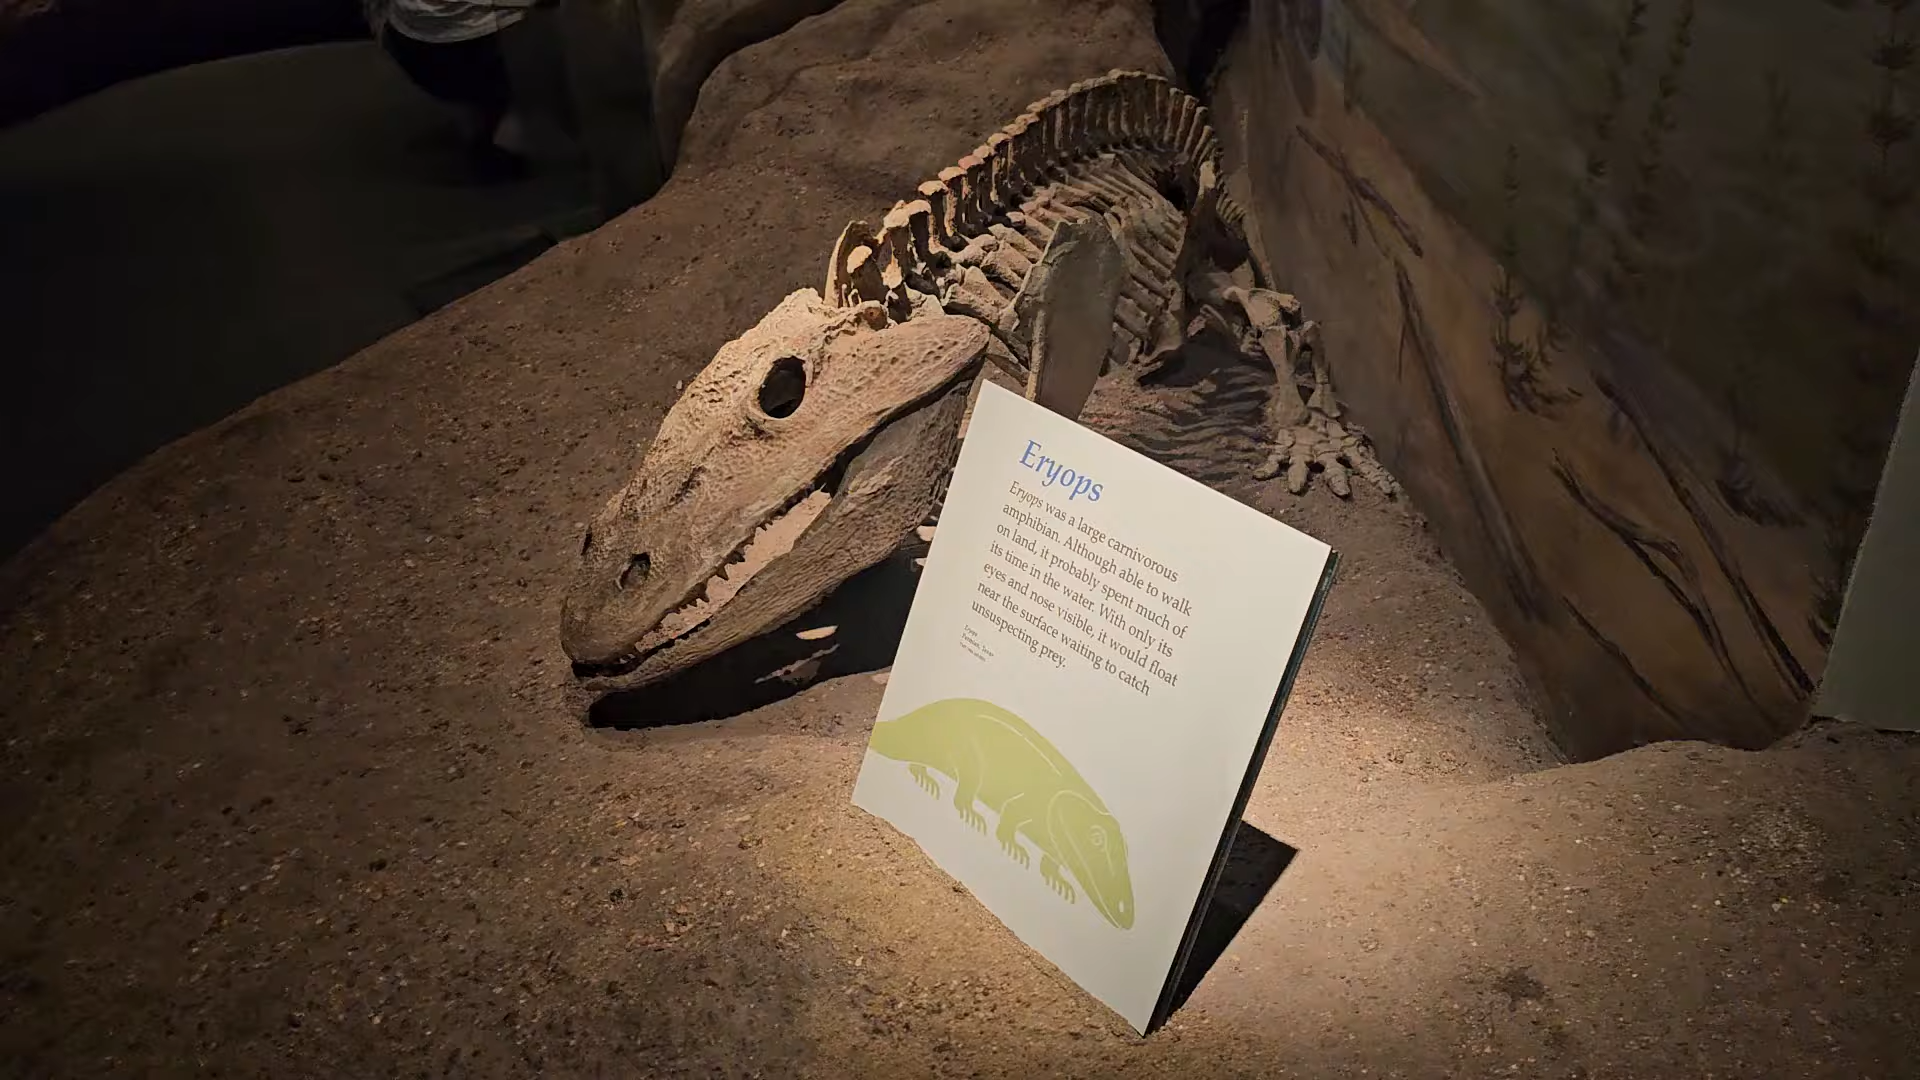 Eryops
Eryops was a large carnivorous
amphibian. Although able to walk
on land, it probably spent much of
its time in the water. With only its
eyes and nose visible, it would float
near the surface waiting to catch
unsuspecting prey.
Eryops